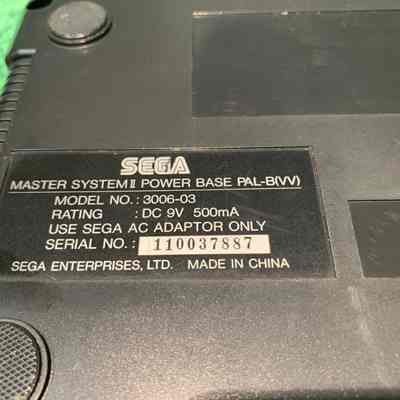 SEGA
MASTER SYSTEM II POWER BASE PAL-B(VV)
MODEL NO. : 3006-03
RATING : DC 9V 500mA
USE SEGA AC ADAPTOR ONLY
SERIAL NO. : 110037887
SEGA ENTERPRISES, LTD. MADE IN CHINA